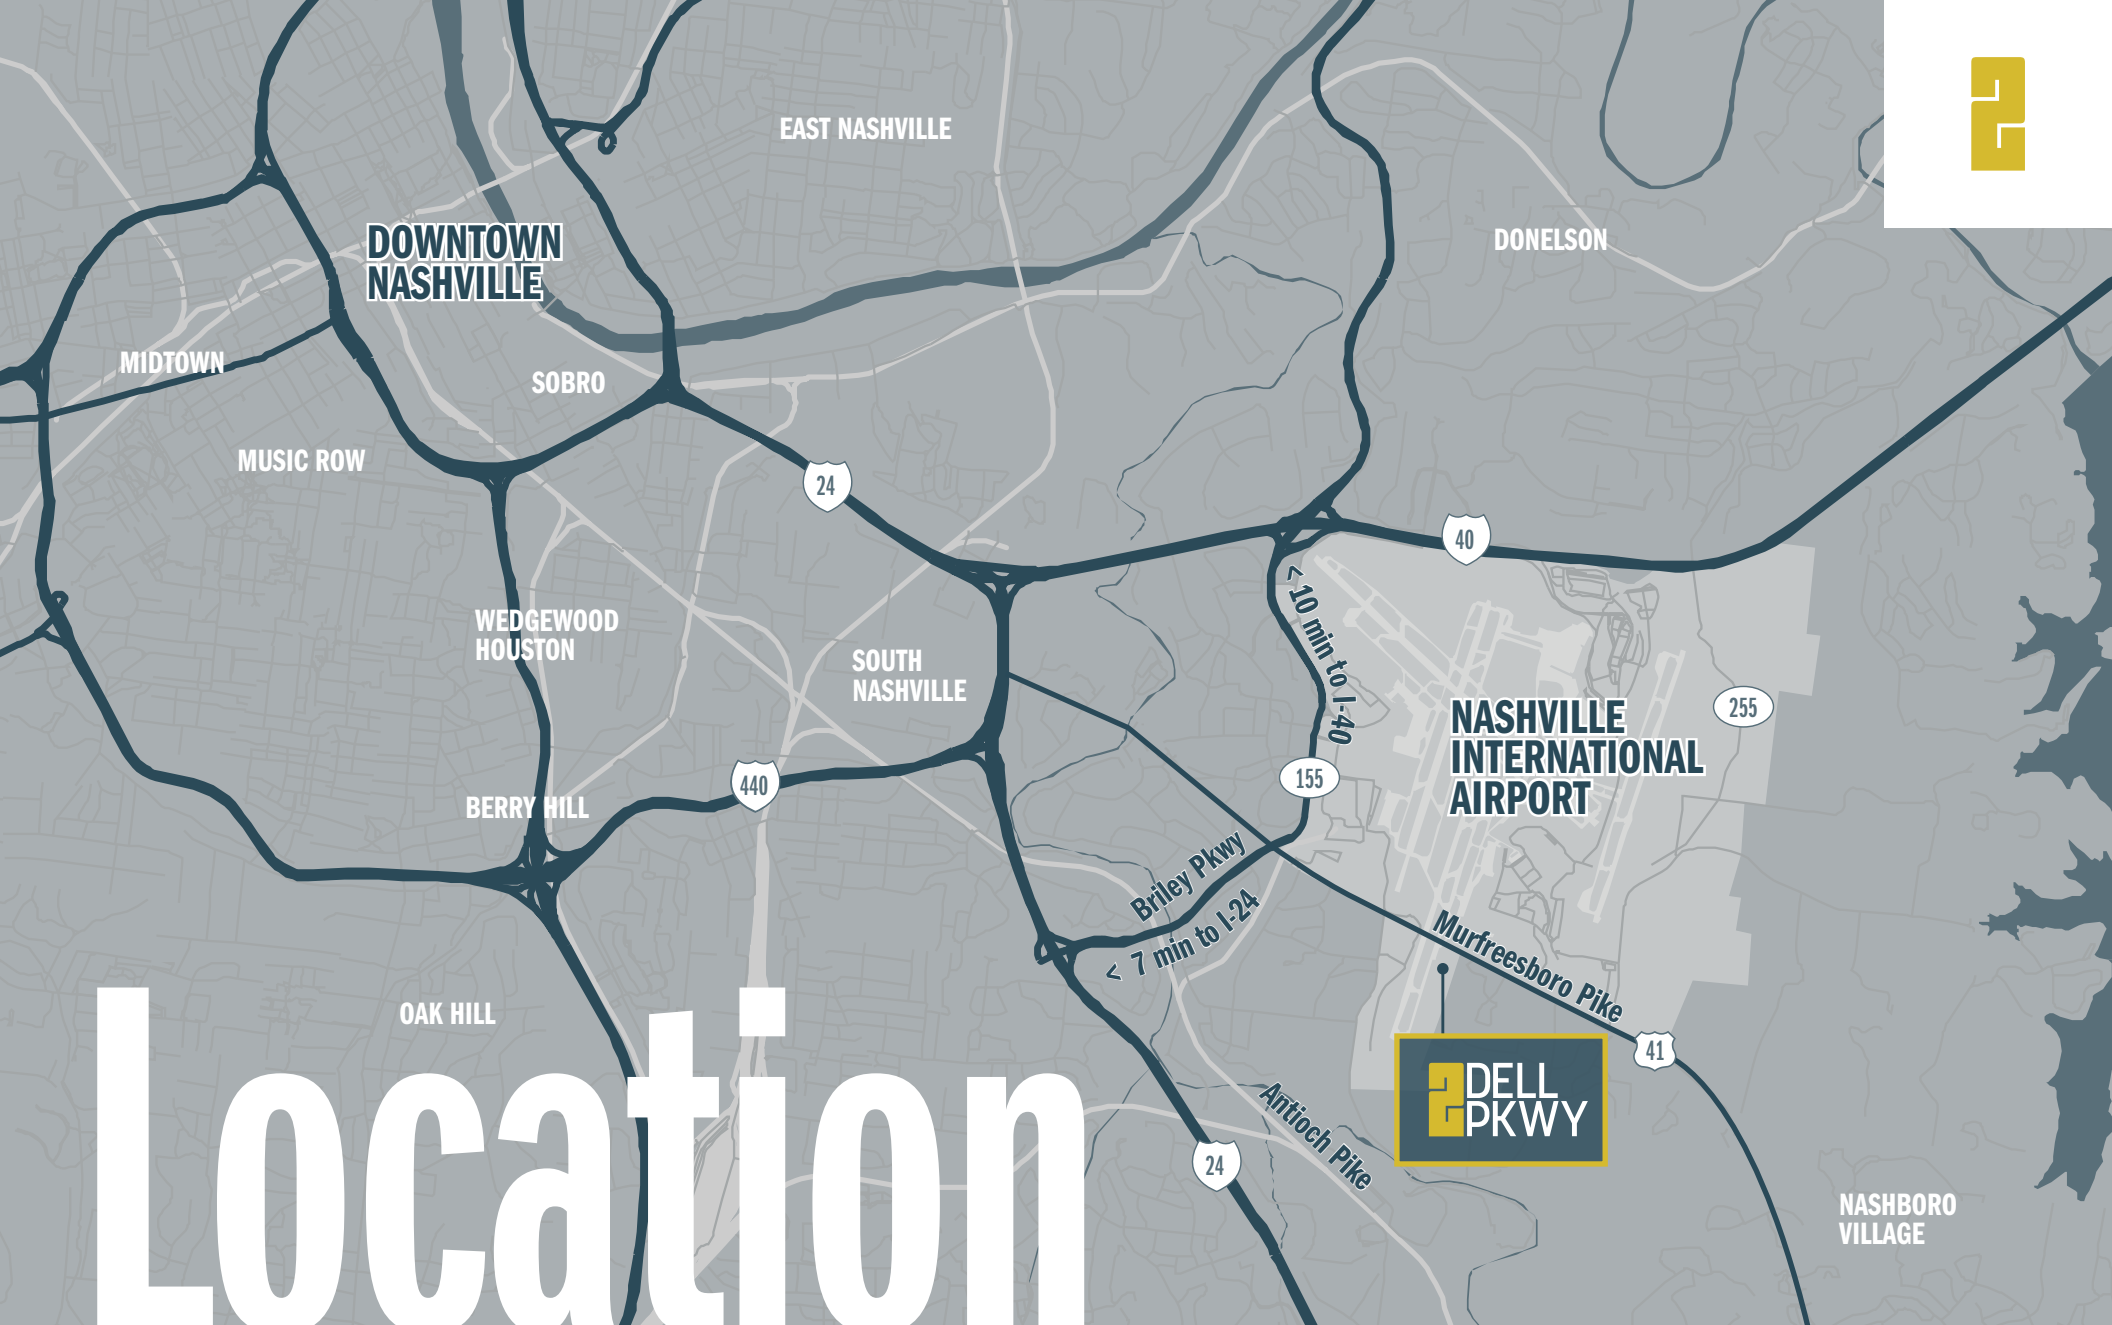 2
EAST NASHVILLE
DOWNTOWN
NASHVILLE
DONELSON
MIDTOWN
SOBRO
MUSIC ROW
24
40
< 10 min to I-40
WEDGEWOOD
HOUSTON
SOUTH
NASHVILLE
NASHVILLE
INTERNATIONAL
AIRPORT
255
155
440
BERRY HILL
Briley Pkwy
< 7 min to I-24
Murfreesboro Pike
OAK HILL
41
2 DELL
PKWY
Antioch Pike
24
NASHBORO
VILLAGE
Location